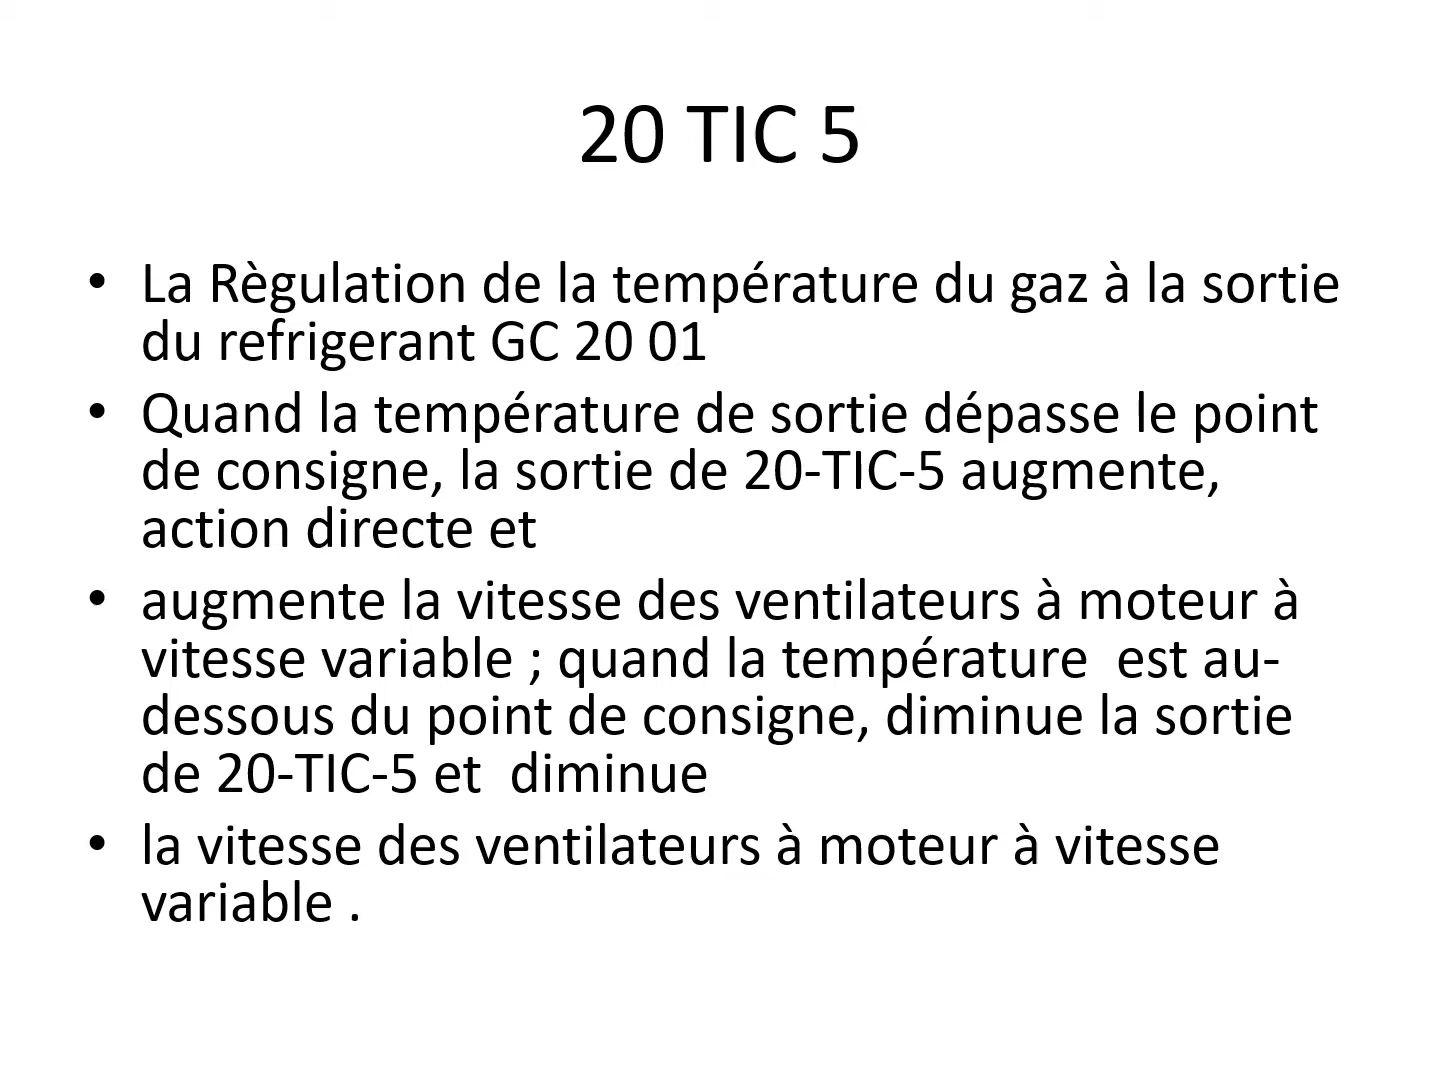 20 TIC 5
• La Règulation de la température du gaz à la sortie
du refrigerant GC 20 01
• Quand la température de sortie dépasse le point
de consigne, la sortie de 20-TIC-5 augmente,
action directe et
• augmente la vitesse des ventilateurs à moteur à
vitesse variable ; quand la température  est au-
dessous du point de consigne, diminue la sortie
de 20-TIC-5 et  diminue
• la vitesse des ventilateurs à moteur à vitesse
variable .